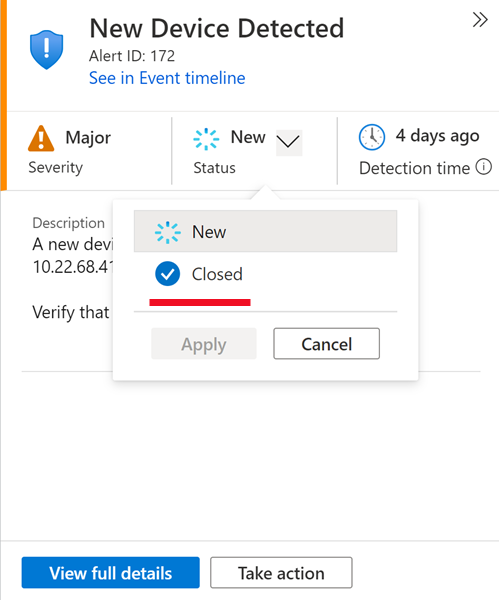 New Device Detected
Alert ID: 172
See in Event timeline
Major
Severity
New
Status
4 days ago
Detection time
Description
A new
10.22.68.41
Verify that
New
Closed
Apply
Cancel
View full details
Take action